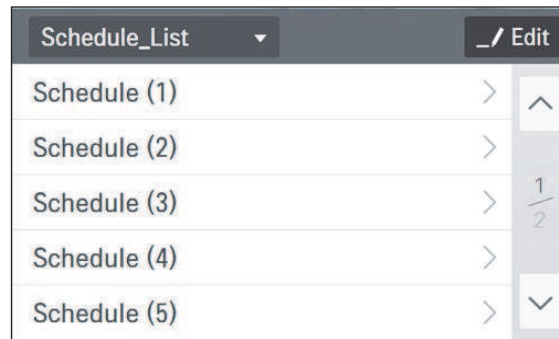 Schedule_List Edit
Schedule (1)
Schedule (2)
Schedule (3)
Schedule (4)
Schedule (5)
1
2